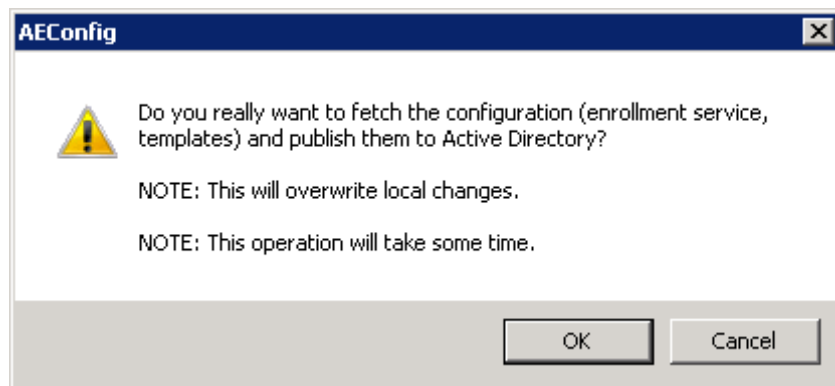 AEConfig
Do you really want to fetch the configuration (enrollment service,
templates) and publish them to Active Directory?
NOTE: This will overwrite local changes.
NOTE: This operation will take some time.
OK
Cancel